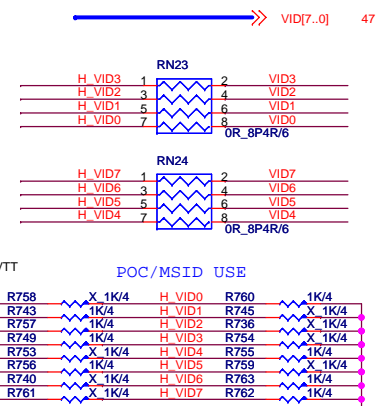 VID[7..0] 47
RN23
H_VID3 1 2 VID3
H_VID2 3 4 VID2
H_VID1 5 6 VID1
H_VID0 7 8 VID0
0R_8P4R/6
RN24
H_VID7 1 2 VID7
H_VID6 3 4 VID6
H_VID5 5 6 VID5
H_VID4 7 8 VID4
0R_8P4R/6
/TT
POC/MSID USE
R758 X_1K/4 H_VID0 R760 1K/4
R743 1K/4 H_VID1 R745 X_1K/4
R757 1K/4 H_VID2 R736 X_1K/4
R749 1K/4 H_VID3 R754 X_1K/4
R753 X_1K/4 H_VID4 R755 1K/4
R756 1K/4 H_VID5 R759 X_1K/4
R740 X_1K/4 H_VID6 R763 1K/4
R761 X_1K/4 H_VID7 R762 1K/4